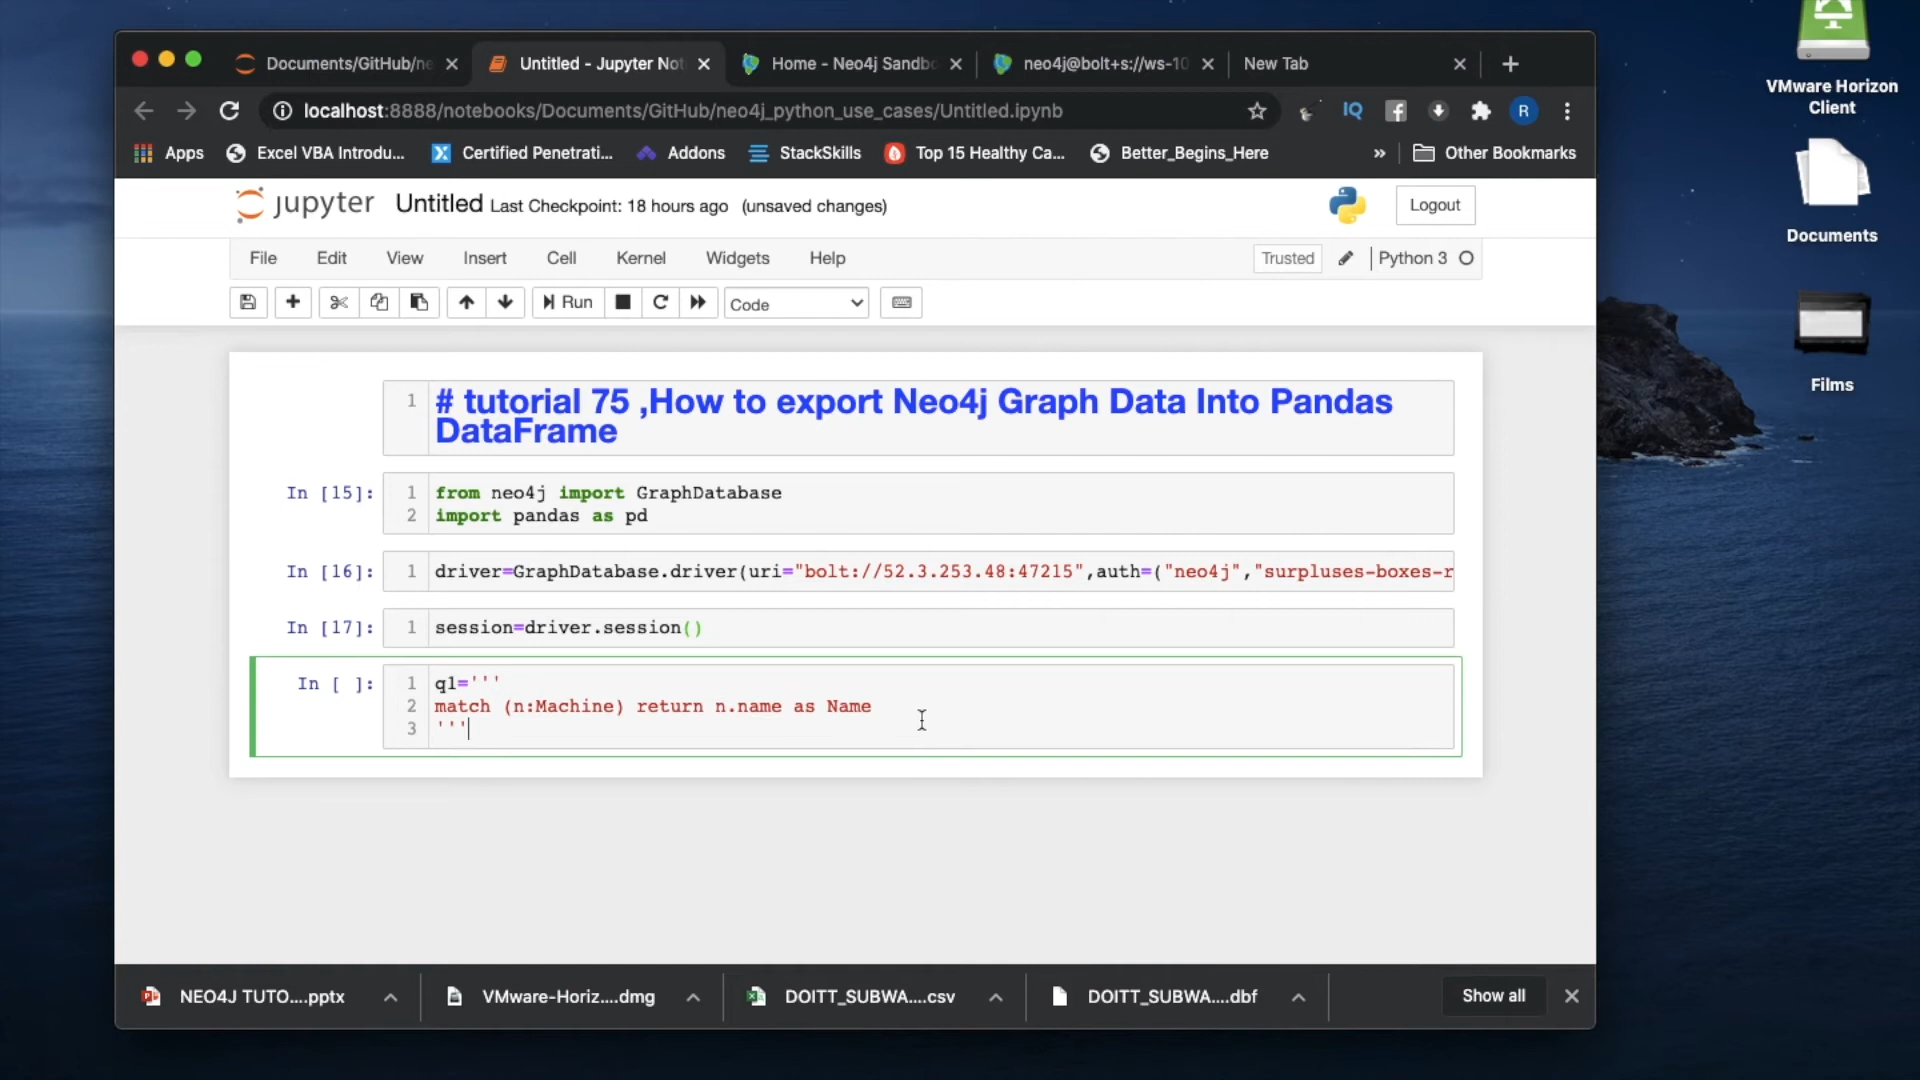 Documents/GitHub/ne
Untitled - Jupyter Not
Home - Neo4j Sandbo
neo4j@bolt+s://ws-10
New Tab
localhost:8888/notebooks/Documents/GitHub/neo4j_python_use_cases/Untitled.ipynb
IQ
R
Apps
Excel VBA Introdu...
Certified Penetrati...
Addons
StackSkills
Top 15 Healthy Ca...
Better_Begins_Here
»
Other Bookmarks
jupyter Untitled Last Checkpoint: 18 hours ago (unsaved changes)
Logout
File Edit View Insert Cell Kernel Widgets Help
Trusted
Python 3
Run
Code
1 # tutorial 75 ,How to export Neo4j Graph Data Into Pandas
DataFrame
In [15]: 1 from neo4j import GraphDatabase
2 import pandas as pd
In [16]: 1 driver=GraphDatabase.driver(uri="bolt://52.3.253.48:47215",auth=("neo4j","surpluses-boxes-r
In [17]: 1 session=driver.session()
In [ ]: 1 q1='''
2 match (n:Machine) return n.name as Name
3 '''
NEO4J TUTO....pptx
VMware-Horiz....dmg
DOITT_SUBWA....csv
DOITT_SUBWA....dbf
Show all
VMware Horizon
Client
Documents
Films